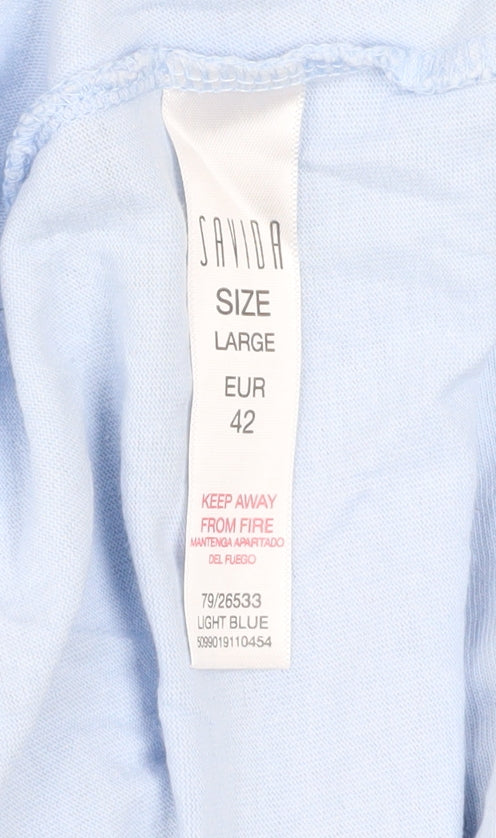 SAVIDA
SIZE
LARGE
EUR
42
KEEP AWAY
FROM FIRE
MANTENGA APARTADO
DEL FUEGO
79/26533
LIGHT BLUE
5099019110454